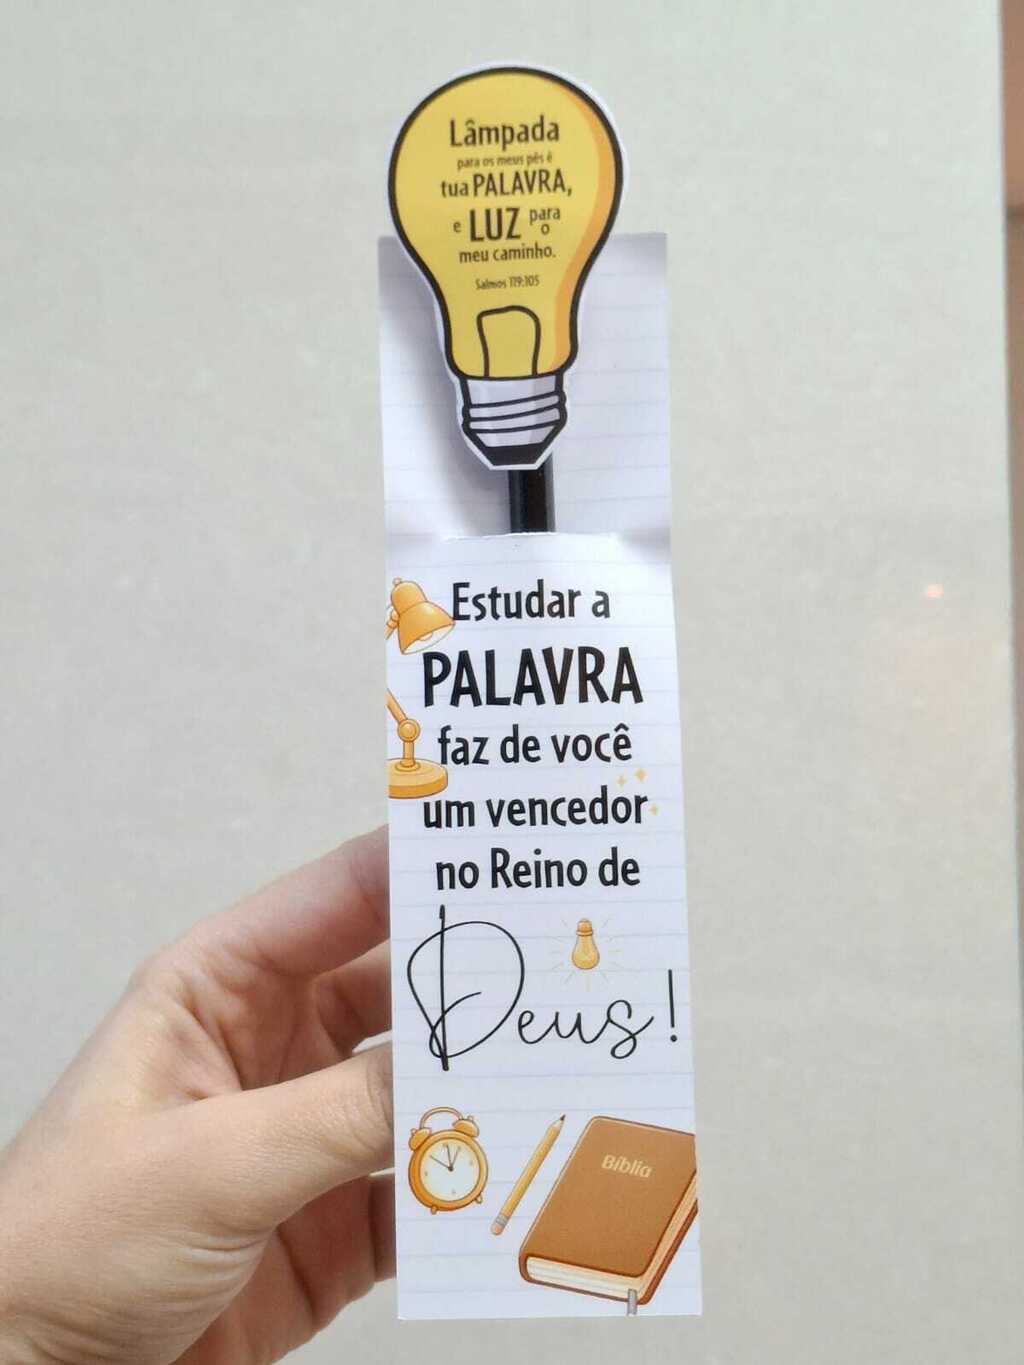 Lâmpada
para os meus pés é
tua PALAVRA,
e LUZ para o
meu caminho.
Salmos 119:105
Estudar a
PALAVRA
faz de você
um vencedor
no Reino de
Deus!
Bíblia